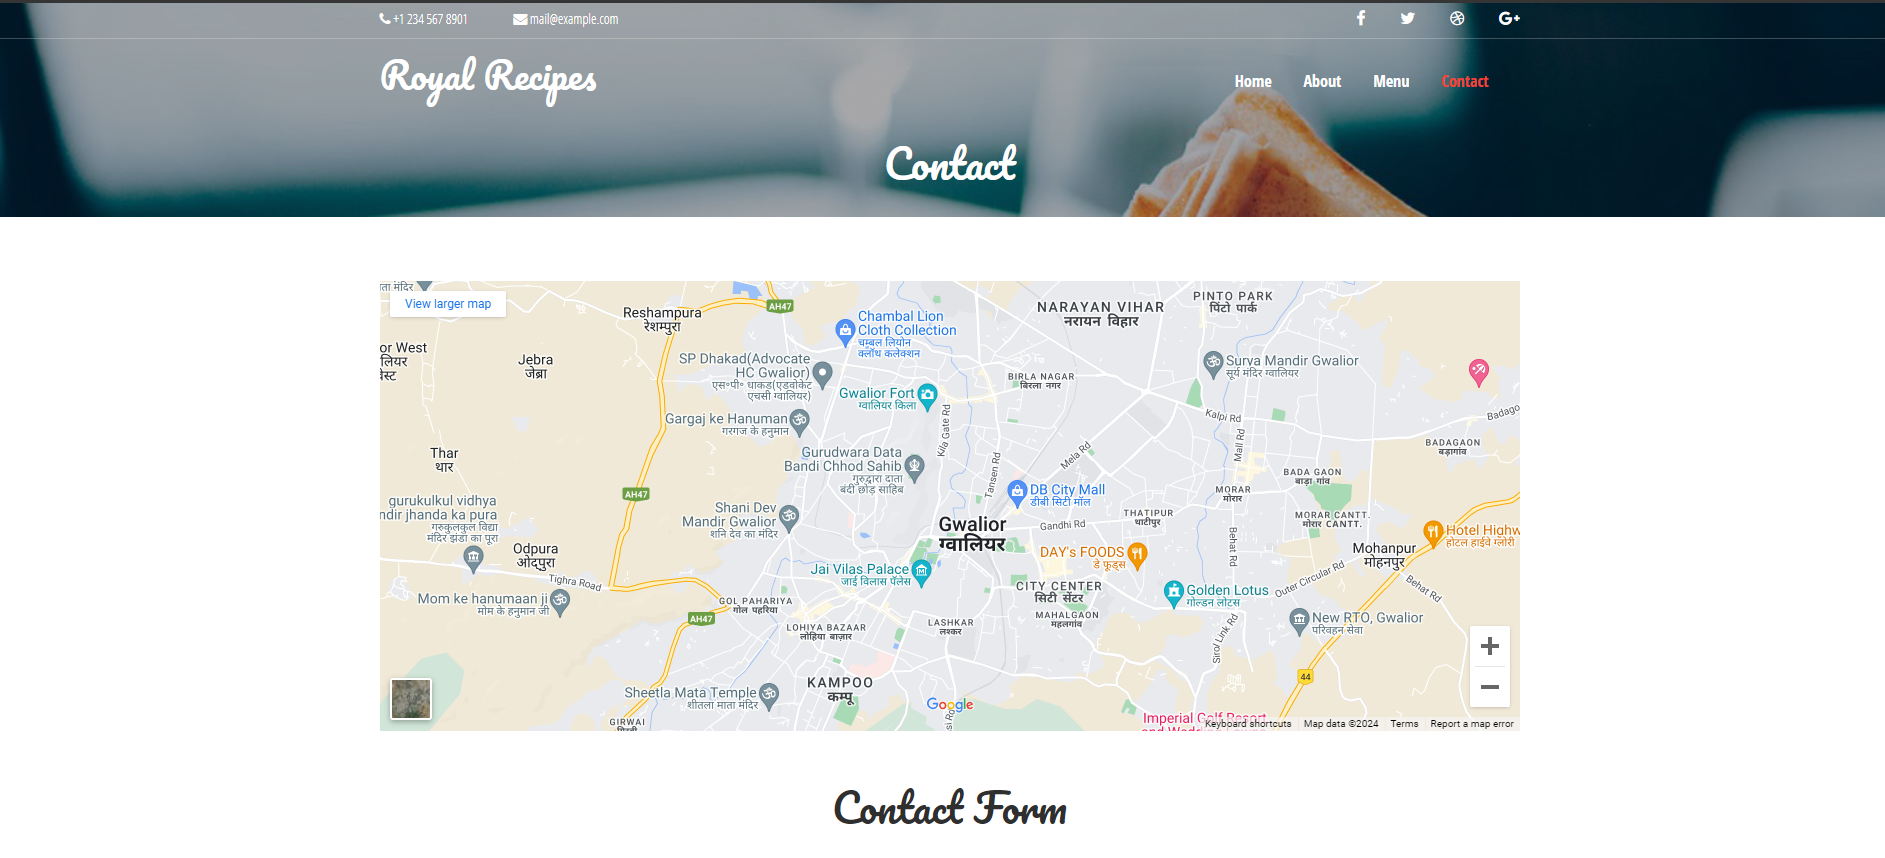 +1 234 567 8901
mail@example.com
Royal Recipes
Home
About
Menu
Contact
Contact
View larger map
ता मंदिर
Reshampura
रेशमपुरा
AH47
Chambal Lion
Cloth Collection
चम्बल लियोन
क्लॉथ कलेक्शन
NARAYAN VIHAR
नरायन विहार
PINTO PARK
पिंटो पार्क
or West
लियर
वेस्ट
Jebra
जेब्रा
SP Dhakad(Advocate
HC Gwalior)
एस०पी० धाकड(एडवोकेट
एचसी ग्वालियर)
BIRLA NAGAR
बिरला नगर
Surya Mandir Gwalior
सूर्य मंदिर ग्वालियर
Gwalior Fort
ग्वालियर किला
Gargaj ke Hanuman
गरगज के हनुमान
Kila Gate Rd
Kalpi Rd
Badago
Mall Rd
BADAGAON
बड़ागांव
Thar
थार
Gurudwara Data
Bandi Chhod Sahib
गुरुद्वारा दाता
बंदी छोड़ साहिब
Tansen Rd
Mela Rd
BADA GAON
बाड़ा गांव
AH47
DB City Mall
डीबी सिटी मॉल
MORAR
मोरार
gurukulkul vidhya
ndir jhanda ka pura
गुरुकुलकुल विद्या
मंदिर झंडा का पूरा
Shani Dev
Mandir Gwalior
शनि देव का मंदिर
Gwalior
ग्वालियर
Gandhi Rd
THATIPUR
थाटीपुर
MORAR CANTT.
मोरार CANTT.
Behat Rd
Hotel Highw
होटल हाईवे ग्लोरी
Odpura
ओद्पुरा
DAY's FOODS
डे फूड्स
Mohanpur
मोहनपुर
Jai Vilas Palace
जाई विलास पॅलेस
Tighra Road
CITY CENTER
सिटी सेंटर
Golden Lotus
गोल्डन लोटस
Outer Circular Rd
Behat Rd
Mom ke hanumaan ji
मोम के हनुमान जी
GOL PAHARIYA
गोल पहरिया
MAHALGAON
महलगांव
AH47
LOHIYA BAZAAR
लोहिया बाज़ार
LASHKAR
लश्कर
Sirol Link Rd
New RTO, Gwalior
परिवहन सेवा
KAMPOO
कम्पू
44
Sheetla Mata Temple
शीतला माता मंदिर
Google
GIRWAI
Imperial Golf Resort
Keyboard shortcuts
Map data ©2024
Terms
Report a map error
Contact Form